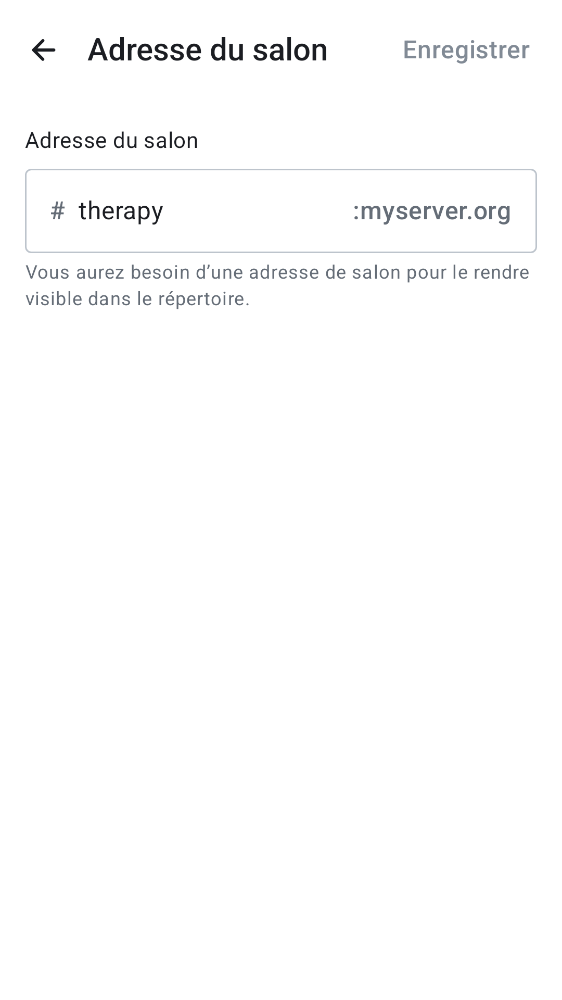 Adresse du salon
Enregistrer
Adresse du salon
# therapy :myserver.org
Vous aurez besoin d’une adresse de salon pour le rendre
visible dans le répertoire.